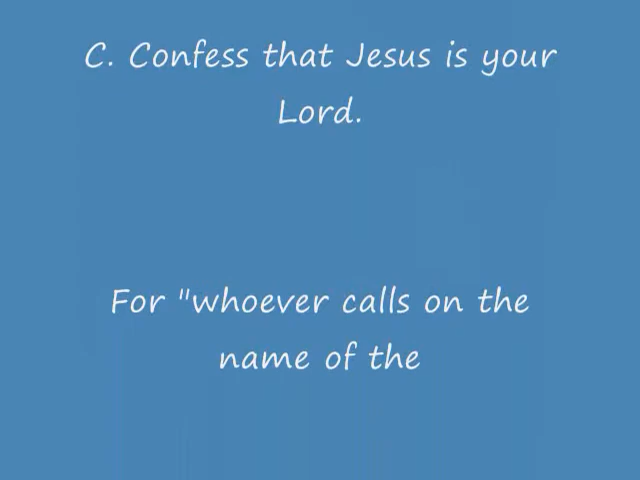 C. Confess that Jesus is your
Lord.
For "whoever calls on the
name of the